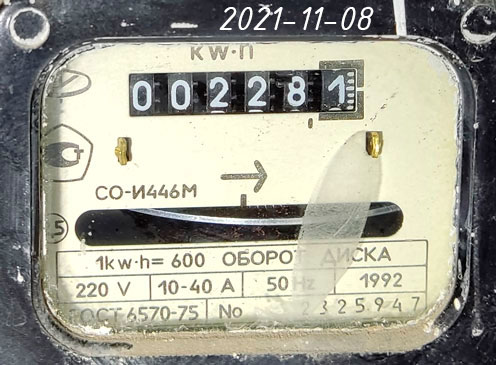 2021-11-08
kW·h
002281
СО-И446М
5
1kw·h= 600 ОБОРОТ ДИСКА
220 V 10-40 A 50 Hz 1992
ГОСТ 6570-75 No 2325947